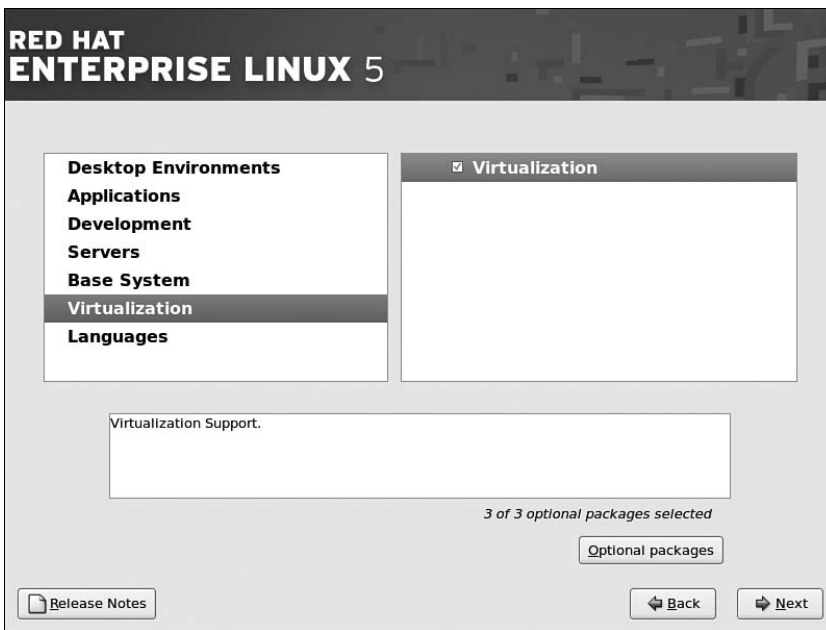 RED HAT
ENTERPRISE LINUX 5
Desktop Environments
Applications
Development
Servers
Base System
Virtualization
Languages
Virtualization
Virtualization Support.
3 of 3 optional packages selected
Optional packages
Release Notes
Back
Next